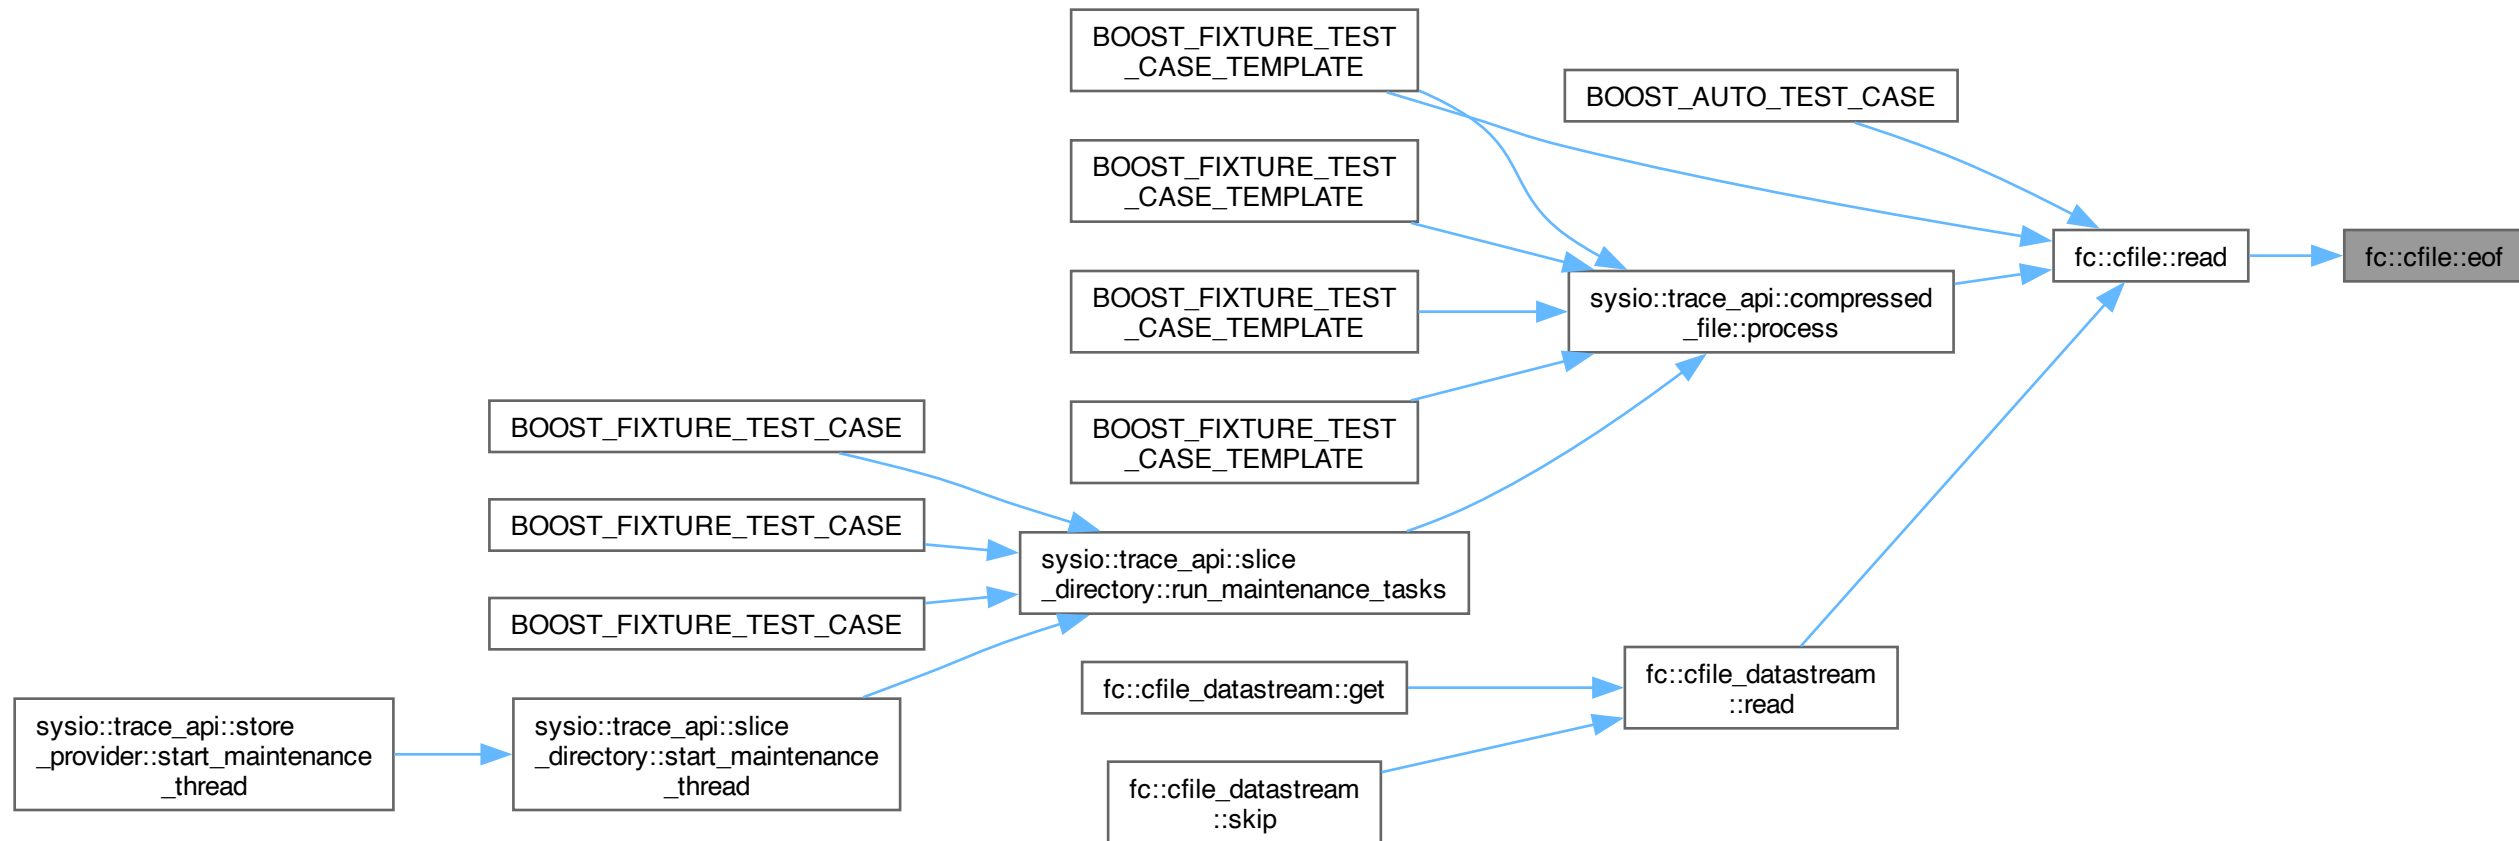 BOOST_FIXTURE_TEST
_CASE_TEMPLATE
BOOST_AUTO_TEST_CASE
BOOST_FIXTURE_TEST
_CASE_TEMPLATE
fc::cfile::read
fc::cfile::eof
BOOST_FIXTURE_TEST
_CASE_TEMPLATE
sysio::trace_api::compressed
_file::process
BOOST_FIXTURE_TEST
_CASE_TEMPLATE
BOOST_FIXTURE_TEST_CASE
BOOST_FIXTURE_TEST_CASE
sysio::trace_api::slice
_directory::run_maintenance_tasks
BOOST_FIXTURE_TEST_CASE
fc::cfile_datastream::get
fc::cfile_datastream
::read
sysio::trace_api::store
_provider::start_maintenance
_thread
sysio::trace_api::slice
_directory::start_maintenance
_thread
fc::cfile_datastream
::skip